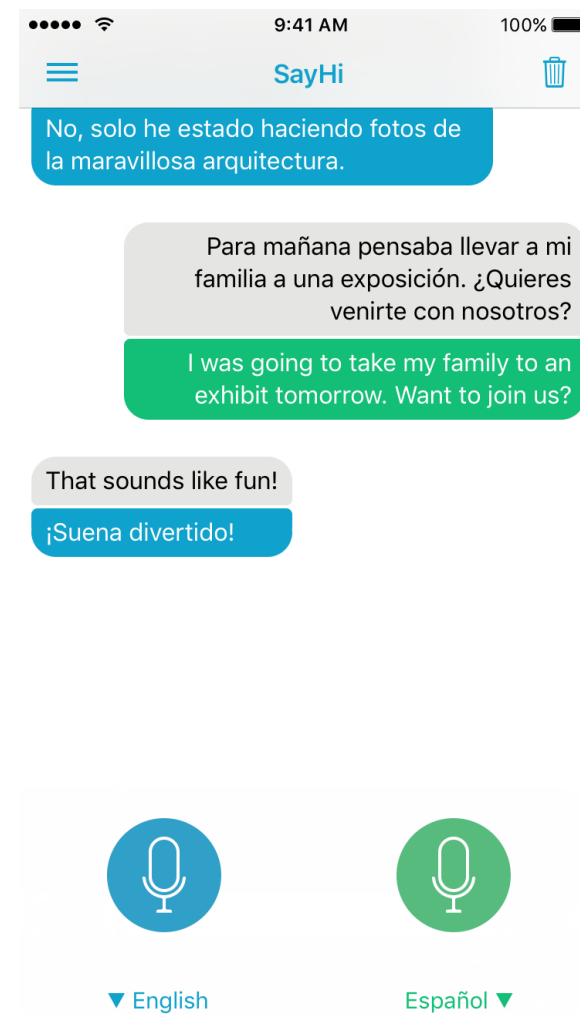 9:41 AM
100%
SayHi
No, solo he estado haciendo fotos de
la maravillosa arquitectura.
Para mañana pensaba llevar a mi
familia a una exposición. ¿Quieres
venirte con nosotros?
I was going to take my family to an
exhibit tomorrow. Want to join us?
That sounds like fun!
¡Suena divertido!
▼ English
Español ▼